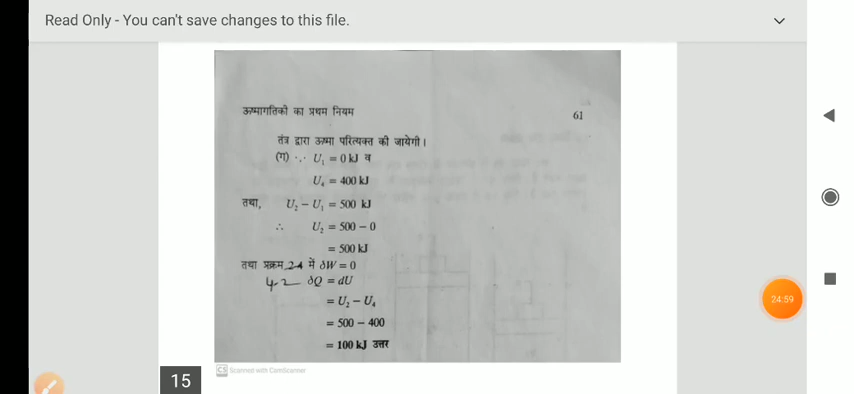 Read Only - You can't save changes to this file.
ऊष्मागतिकी का प्रथम नियम 61
तंत्र द्वारा ऊष्मा परित्यक्त की जायेगी।
(ग) ∵ U₁ = 0 kJ व
U₄ = 400 kJ
तथा, U₂ − U₁ = 500 kJ
∴ U₂ = 500 − 0
= 500 kJ
तथा प्रक्रम 24 में δW = 0
4-2 δQ = dU
= U₂ − U₄
= 500 − 400
= 100 kJ उत्तर
24:59
CS Scanned with CamScanner
15